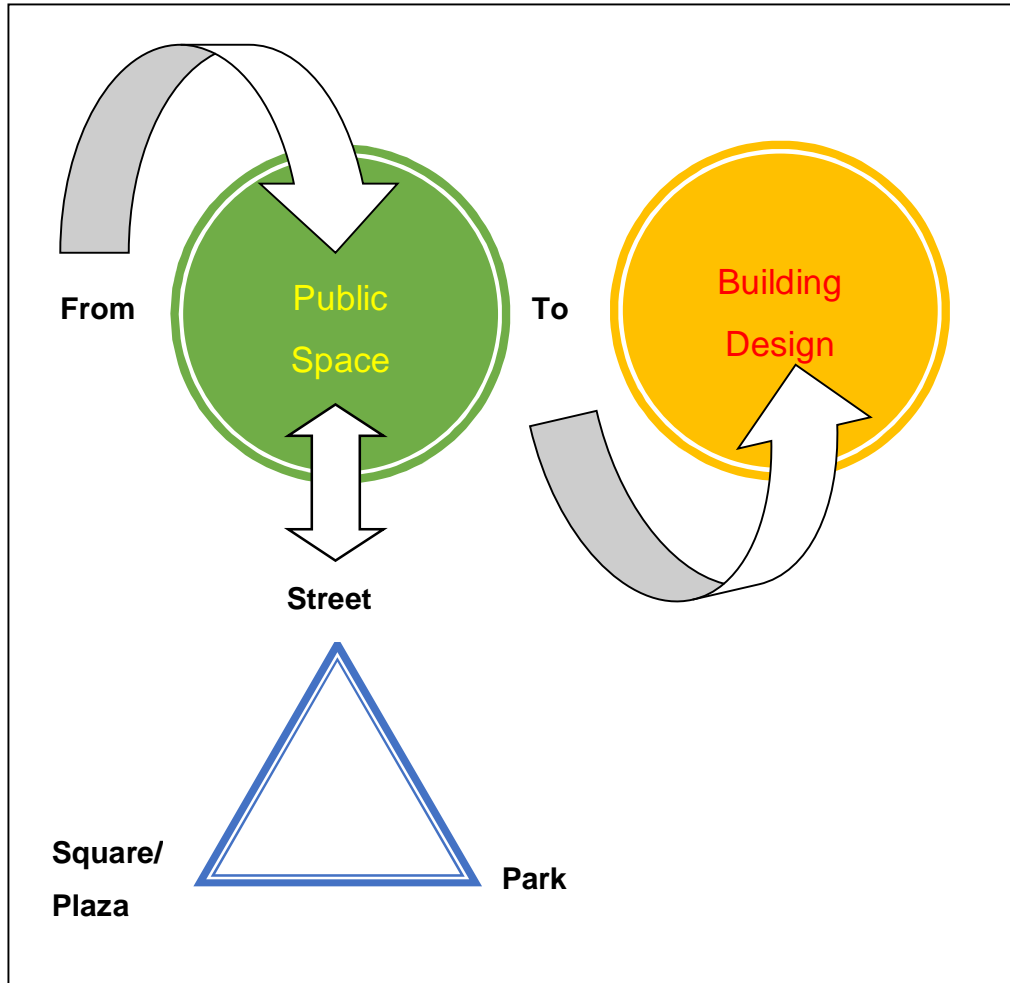 From
Public
Space
To
Building
Design
Street
Square/
Plaza
Park